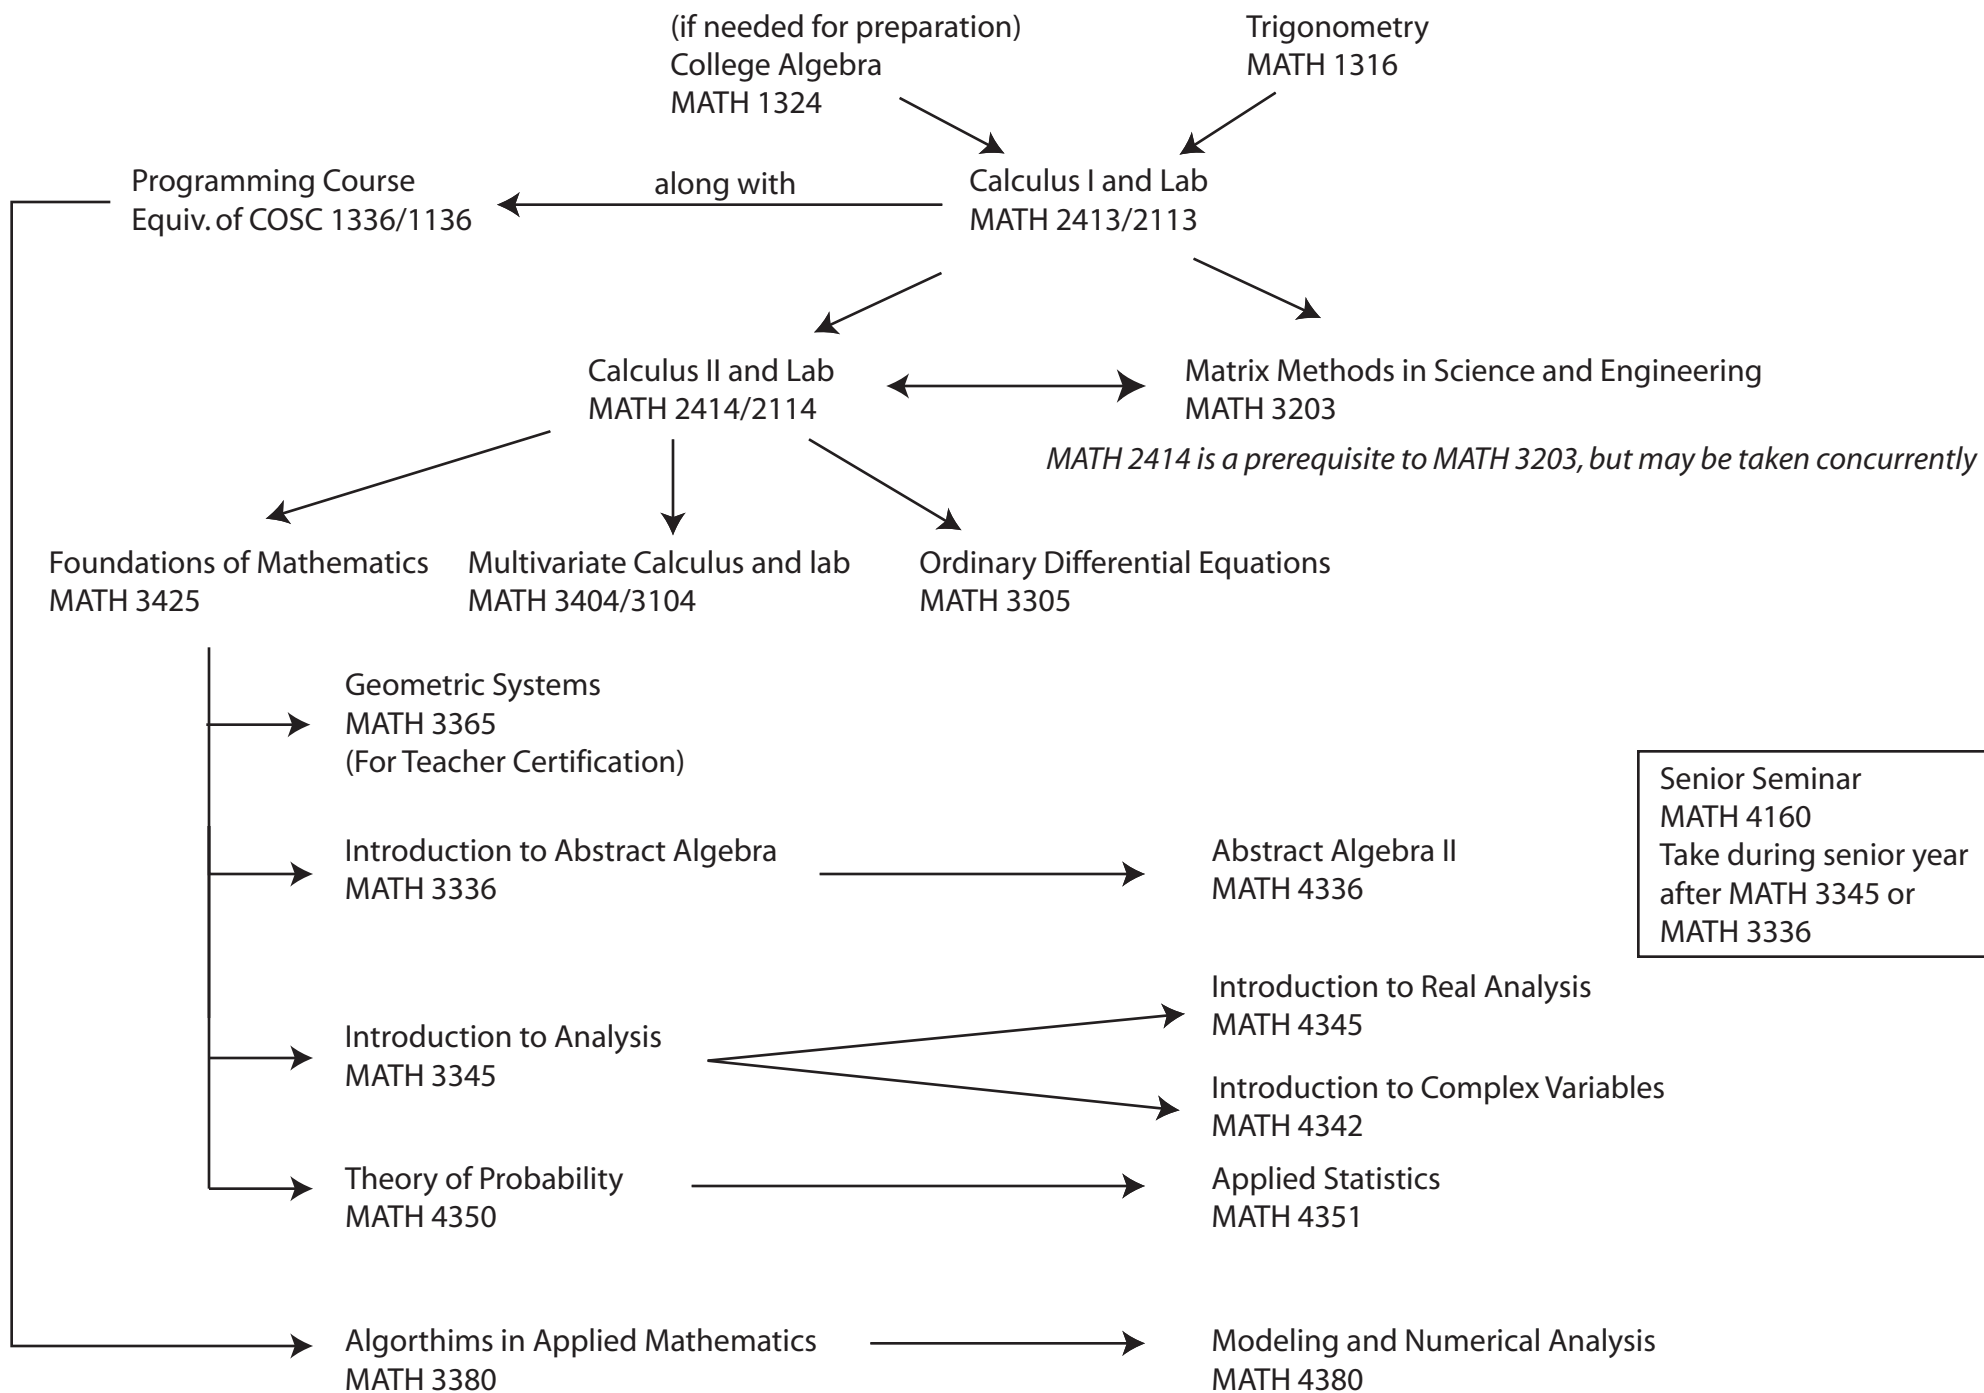 (if needed for preparation)
College Algebra
MATH 1324
Trigonometry
MATH 1316
Programming Course
Equiv. of COSC 1336/1136
along with
Calculus I and Lab
MATH 2413/2113
Calculus II and Lab
MATH 2414/2114
Matrix Methods in Science and Engineering
MATH 3203
MATH 2414 is a prerequisite to MATH 3203, but may be taken concurrently
Foundations of Mathematics
MATH 3425
Multivariate Calculus and lab
MATH 3404/3104
Ordinary Differential Equations
MATH 3305
Geometric Systems
MATH 3365
(For Teacher Certification)
Senior Seminar
MATH 4160
Take during senior year
after MATH 3345 or
MATH 3336
Introduction to Abstract Algebra
MATH 3336
Abstract Algebra II
MATH 4336
Introduction to Analysis
MATH 3345
Introduction to Real Analysis
MATH 4345
Introduction to Complex Variables
MATH 4342
Theory of Probability
MATH 4350
Applied Statistics
MATH 4351
Algorthims in Applied Mathematics
MATH 3380
Modeling and Numerical Analysis
MATH 4380